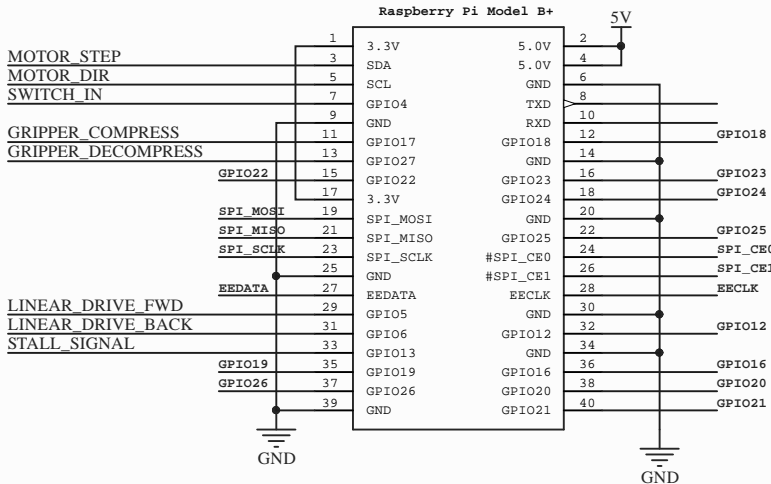 Raspberry Pi Model B+
5V
1 3.3V 5.0V 2
MOTOR_STEP 3 SDA 5.0V 4
MOTOR_DIR 5 SCL GND 6
SWITCH_IN 7 GPIO4 TXD 8
9 GND RXD 10
GRIPPER_COMPRESS 11 GPIO17 GPIO18 12 GPIO18
GRIPPER_DECOMPRESS 13 GPIO27 GND 14
GPIO22 15 GPIO22 GPIO23 16 GPIO23
17 3.3V GPIO24 18 GPIO24
SPI_MOSI 19 SPI_MOSI GND 20
SPI_MISO 21 SPI_MISO GPIO25 22 GPIO25
SPI_SCLK 23 SPI_SCLK #SPI_CE0 24 SPI_CE0
25 GND #SPI_CE1 26 SPI_CE1
EEDATA 27 EEDATA EECLK 28 EECLK
LINEAR_DRIVE_FWD 29 GPIO5 GND 30
LINEAR_DRIVE_BACK 31 GPIO6 GPIO12 32 GPIO12
STALL_SIGNAL 33 GPIO13 GND 34
GPIO19 35 GPIO19 GPIO16 36 GPIO16
GPIO26 37 GPIO26 GPIO20 38 GPIO20
39 GND GPIO21 40 GPIO21
GND
GND